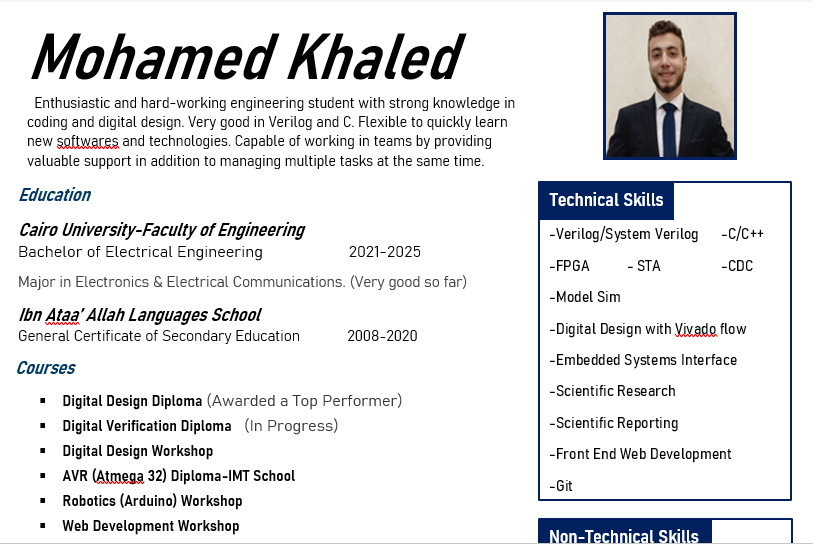 Mohamed Khaled
Enthusiastic and hard-working engineering student with strong knowledge in
coding and digital design. Very good in Verilog and C. Flexible to quickly learn
new softwares and technologies. Capable of working in teams by providing
valuable support in addition to managing multiple tasks at the same time.
Education
Cairo University-Faculty of Engineering
Bachelor of Electrical Engineering 2021-2025
Major in Electronics & Electrical Communications. (Very good so far)
Ibn Ataa’ Allah Languages School
General Certificate of Secondary Education 2008-2020
Courses
▪ Digital Design Diploma (Awarded a Top Performer)
▪ Digital Verification Diploma (In Progress)
▪ Digital Design Workshop
▪ AVR (Atmega 32) Diploma-IMT School
▪ Robotics (Arduino) Workshop
▪ Web Development Workshop
Technical Skills
-Verilog/System Verilog -C/C++
-FPGA - STA -CDC
-Model Sim
-Digital Design with Vivado flow
-Embedded Systems Interface
-Scientific Research
-Scientific Reporting
-Front End Web Development
-Git
Non-Technical Skills